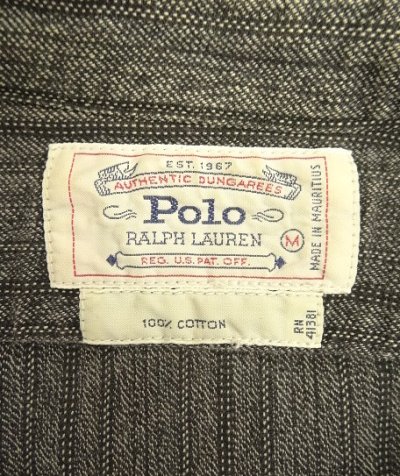 EST. 1967
AUTHENTIC DUNGAREES
Polo
RALPH LAUREN
M
REG. U.S. PAT. OFF.
MADE IN MAURITIUS
100% COTTON
RN
41381